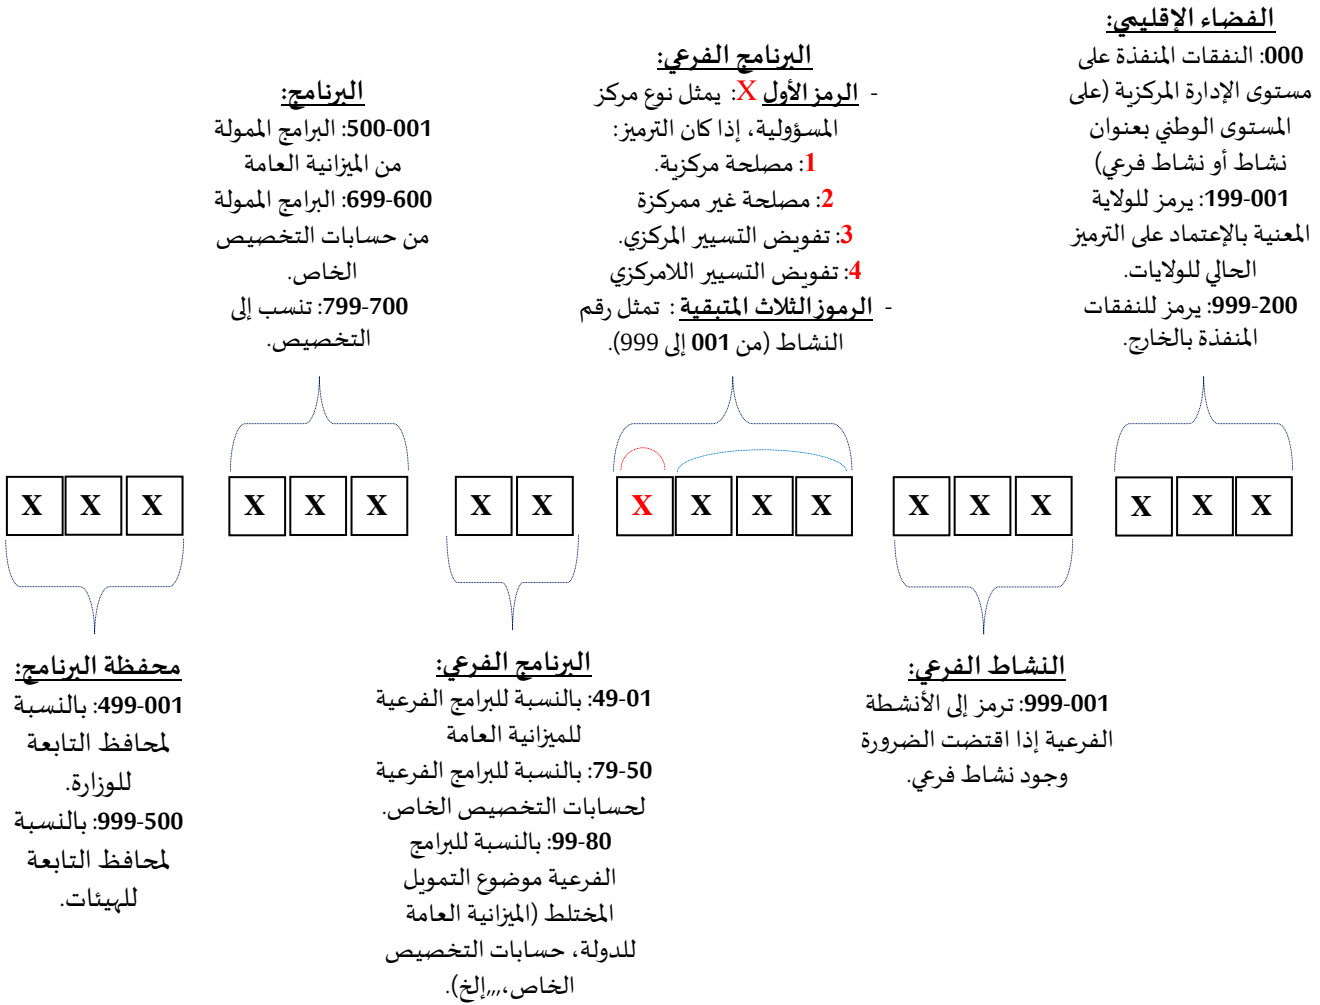 الفضاء الإقليمي:
000: النفقات المنفذة على
مستوى الإدارة المركزية (على
المستوى الوطني بعنوان
نشاط أو نشاط فرعي)
001-199: يرمز للولاية
المعنية بالإعتماد على الترميز
الحالي للولايات.
200-999: يرمز للنفقات
المنفذة بالخارج.
البرنامج الفرعي:
- الرمز الأول X: يمثل نوع مركز
المسؤولية، إذا كان الترميز:
1: مصلحة مركزية.
2: مصلحة غير ممركزة
3: تفويض التسيير المركزي.
4: تفويض التسيير اللامركزي
- الرموز الثلاث المتبقية : تمثل رقم
النشاط (من 001 إلى 999).
البرنامج:
001-500: البرامج الممولة
من الميزانية العامة
600-699: البرامج الممولة
من حسابات التخصيص
الخاص.
700-799: تنسب إلى
التخصيص.
X X X X X X X X X X X X X X X X X X
محفظة البرنامج:
001-499: بالنسبة
لمحافظ التابعة
للوزارة.
500-999: بالنسبة
لمحافظ التابعة
للهيئات.
البرنامج الفرعي:
01-49: بالنسبة للبرامج الفرعية
للميزانية العامة
50-79: بالنسبة للبرامج الفرعية
لحسابات التخصيص الخاص.
80-99: بالنسبة للبرامج
الفرعية موضوع التمويل
المختلط (الميزانية العامة
للدولة، حسابات التخصيص
الخاص،,,,إلخ).
النشاط الفرعي:
001-999: ترمز إلى الأنشطة
الفرعية إذا اقتضت الضرورة
وجود نشاط فرعي.